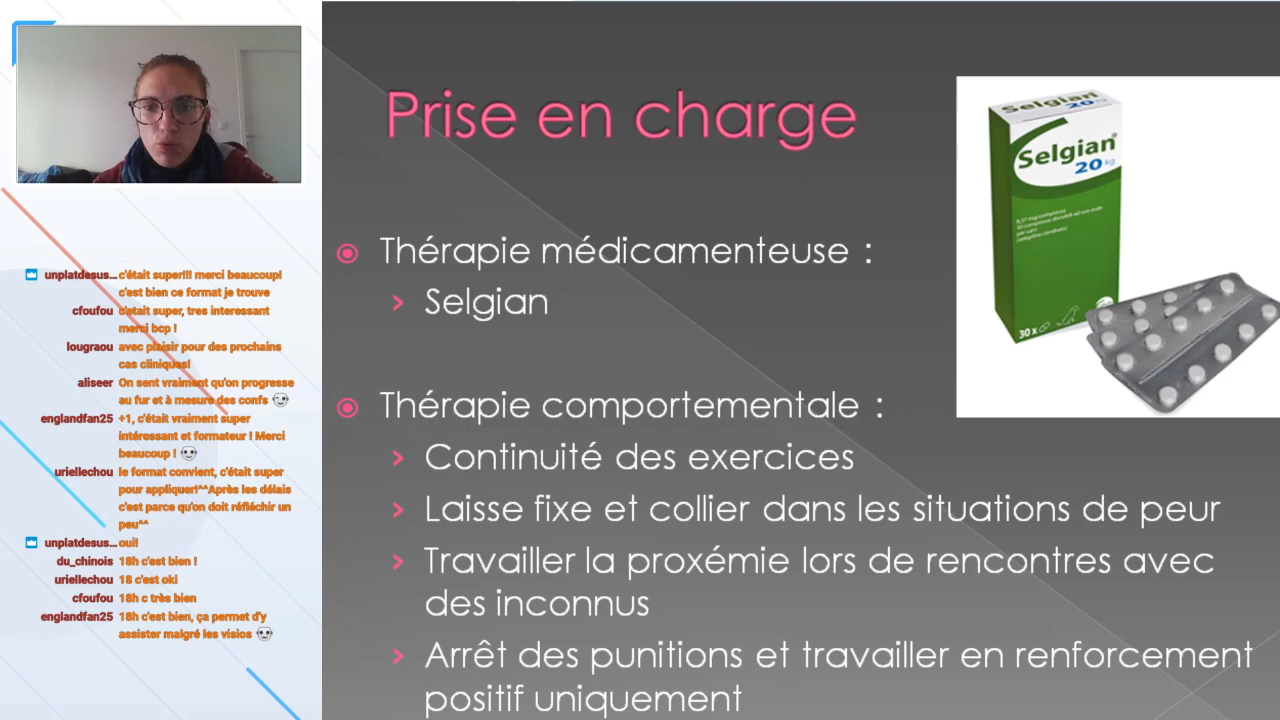 Prise en charge
Thérapie médicamenteuse :
Selgian
Thérapie comportementale :
Continuité des exercices
Laisse fixe et collier dans les situations de peur
Travailler la proxémie lors de rencontres avec
des inconnus
Arrêt des punitions et travailler en renforcement
positif uniquement
Selgian
20 kg
Selgian®
20 kg
30 x
unplatdesus... c'était super!!! merci beaucoup!
c'est bien ce format je trouve
cfoufou c'etait super, tres interessant
merci bcp !
lougraou avec plaisir pour des prochains
cas cliniques!
aliseer On sent vraiment qu'on progresse
au fur et à mesure des confs
englandfan25 +1, c'était vraiment super
intéressant et formateur ! Merci
beaucoup !
uriellechou le format convient, c'était super
pour appliquer!^^Après les délais
c'est parce qu'on doit réfléchir un
peu^^
unplatdesus... oui!
du_chinois 18h c'est bien !
uriellechou 18 c'est oki
cfoufou 18h c très bien
englandfan25 18h c'est bien, ça permet d'y
assister malgré les visios